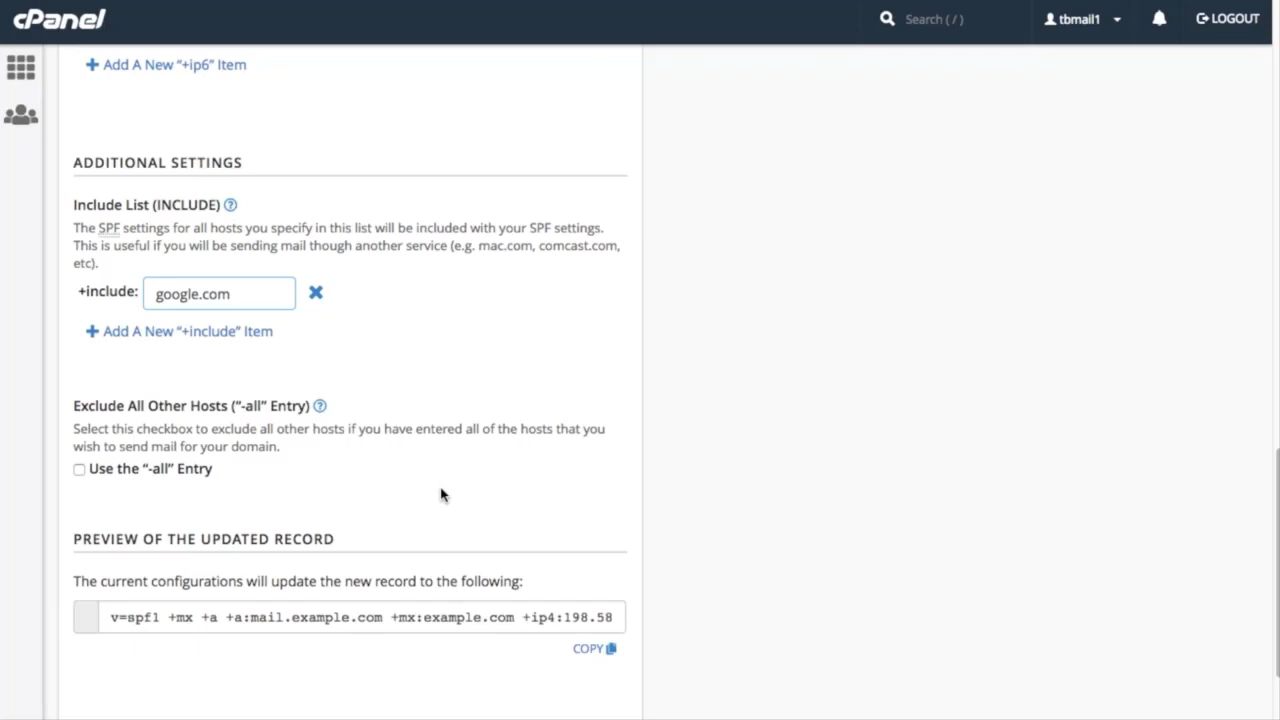 cPanel
Search ( / )
tbmail1
LOGOUT
Add A New “+ip6” Item
ADDITIONAL SETTINGS
Include List (INCLUDE)
The SPF settings for all hosts you specify in this list will be included with your SPF settings.
This is useful if you will be sending mail though another service (e.g. mac.com, comcast.com,
etc).
+include: google.com
Add A New “+include” Item
Exclude All Other Hosts (“-all” Entry)
Select this checkbox to exclude all other hosts if you have entered all of the hosts that you
wish to send mail for your domain.
Use the “-all” Entry
PREVIEW OF THE UPDATED RECORD
The current configurations will update the new record to the following:
v=spf1 +mx +a +a:mail.example.com +mx:example.com +ip4:198.58
COPY